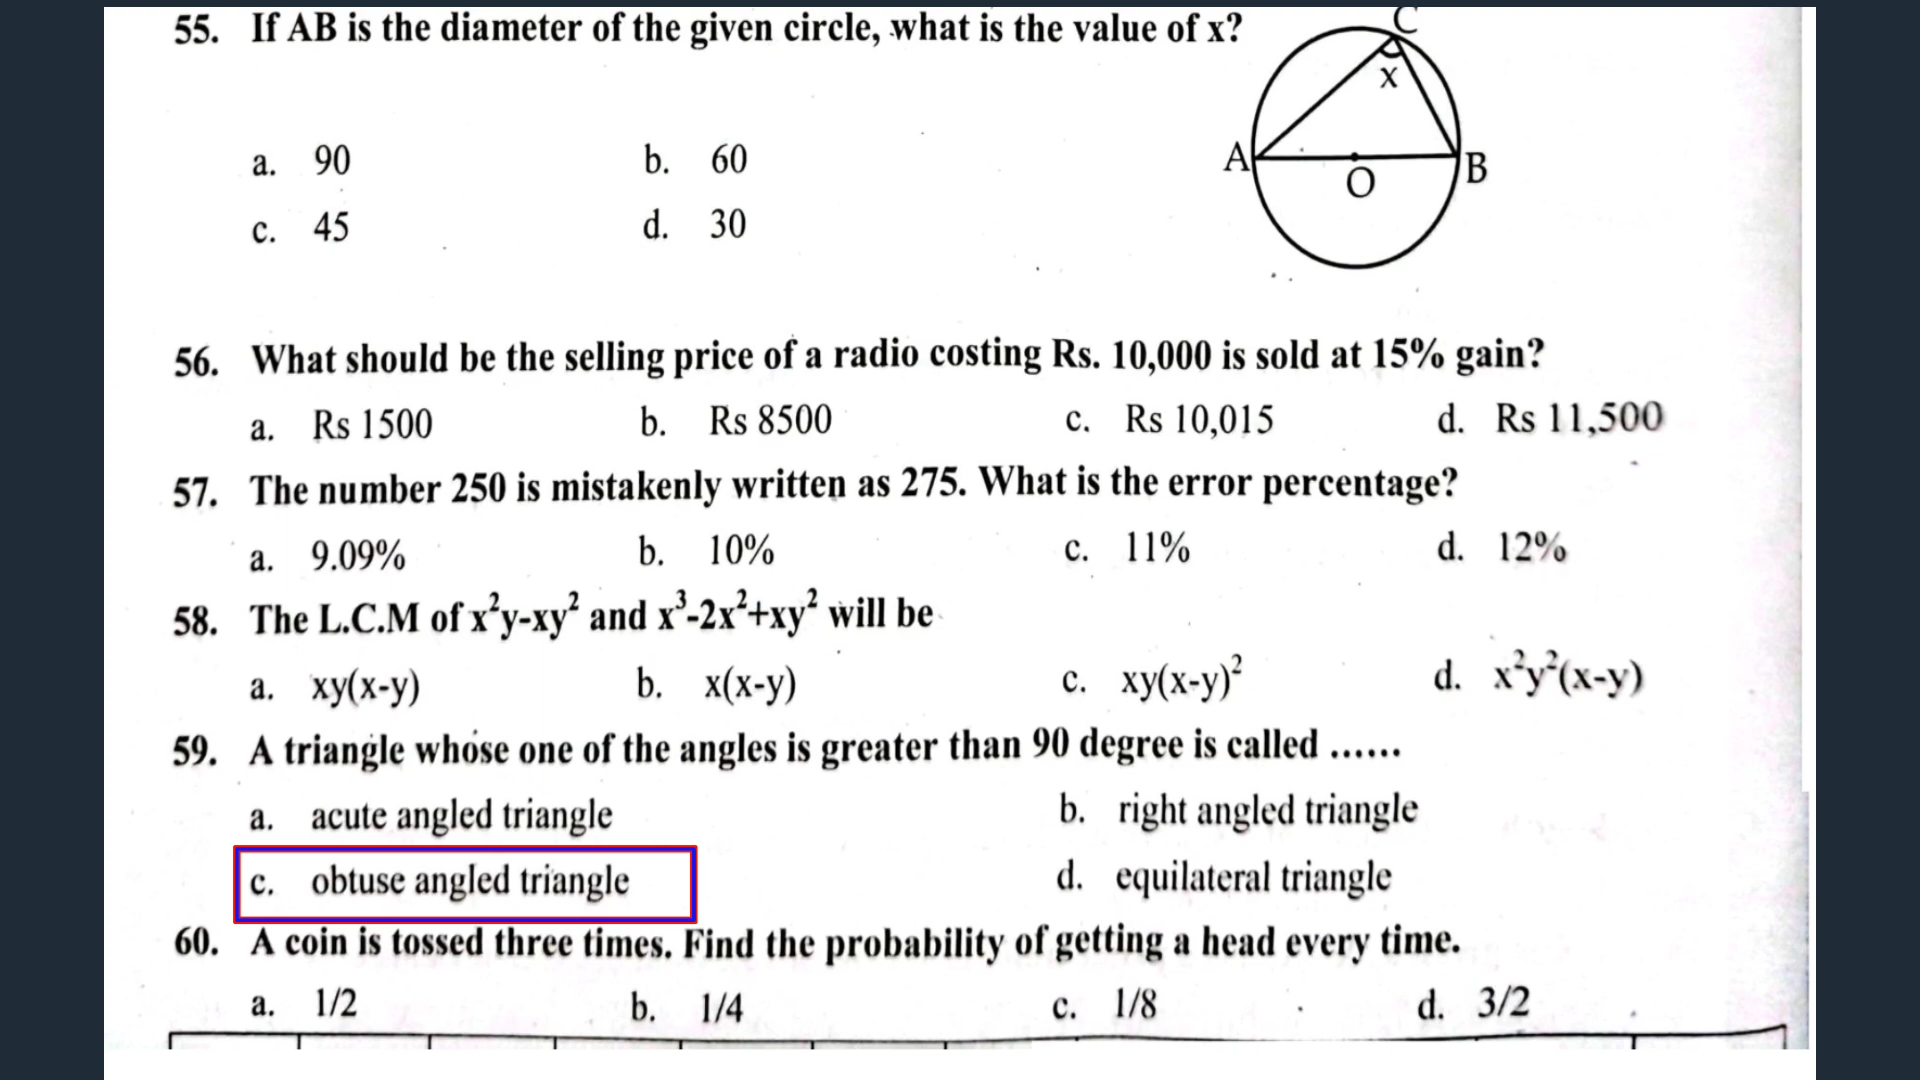 55. If AB is the diameter of the given circle, what is the value of x?
C
x
A
O
B
a. 90 b. 60
c. 45 d. 30
56. What should be the selling price of a radio costing Rs. 10,000 is sold at 15% gain?
a. Rs 1500 b. Rs 8500 c. Rs 10,015 d. Rs 11,500
57. The number 250 is mistakenly written as 275. What is the error percentage?
a. 9.09% b. 10% c. 11% d. 12%
58. The L.C.M of x²y-xy² and x³-2x²+xy² will be
a. xy(x-y) b. x(x-y) c. xy(x-y)² d. x²y²(x-y)
59. A triangle whose one of the angles is greater than 90 degree is called ......
a. acute angled triangle b. right angled triangle
c. obtuse angled triangle d. equilateral triangle
60. A coin is tossed three times. Find the probability of getting a head every time.
a. 1/2 b. 1/4 c. 1/8 d. 3/2